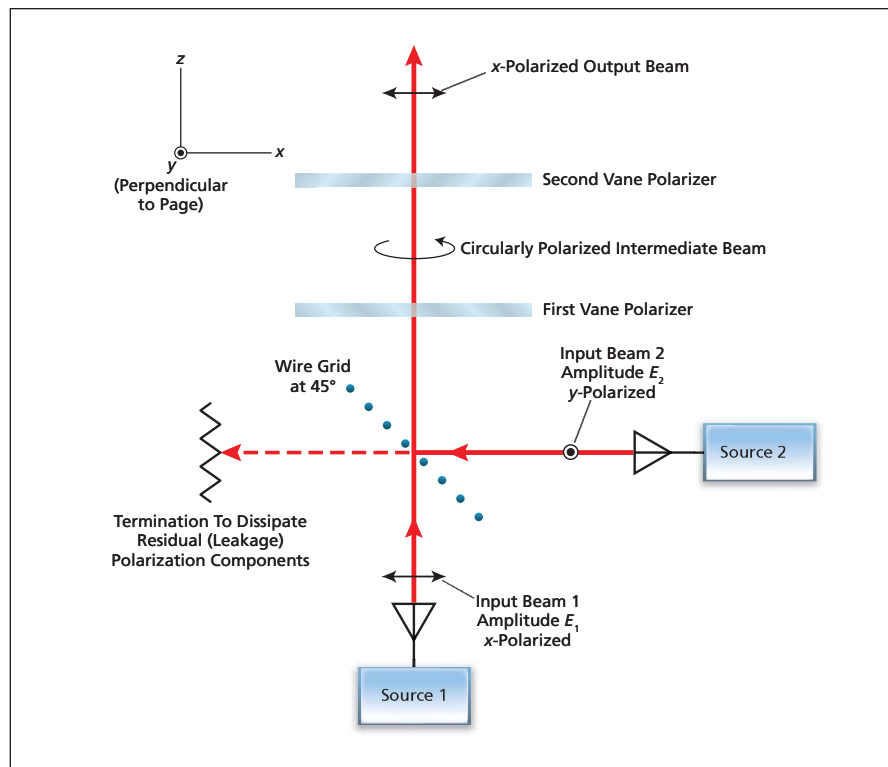 z
x-Polarized Output Beam
x
y
(Perpendicular
to Page)
Second Vane Polarizer
Circularly Polarized Intermediate Beam
First Vane Polarizer
Wire Grid
at 45°
Input Beam 2
Amplitude E2
y-Polarized
Source 2
Termination To Dissipate
Residual (Leakage)
Polarization Components
Input Beam 1
Amplitude E1
x-Polarized
Source 1